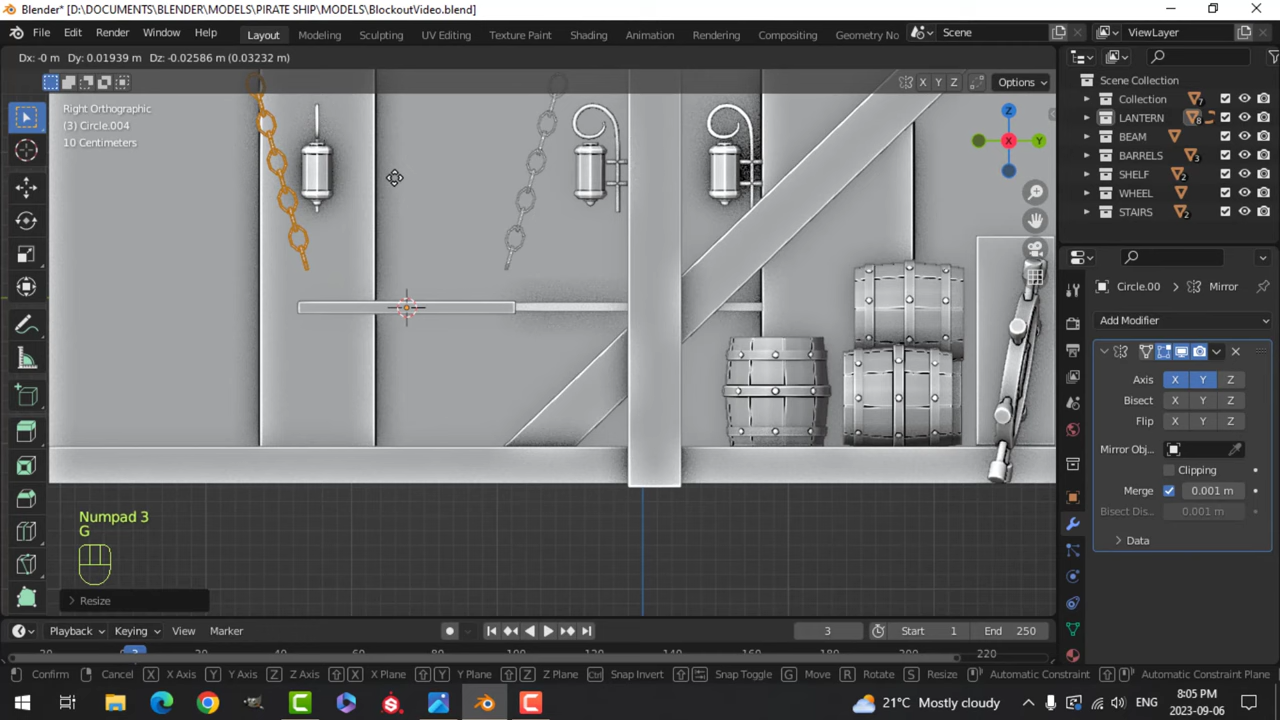 Blender* [D:\DOCUMENTS\BLENDER\MODELS\PIRATE SHIP\MODELS\BlockoutVideo.blend]
File Edit Render Window Help Layout Modeling Sculpting UV Editing Texture Paint Shading Animation Rendering Compositing Geometry No Scene ViewLayer
Dx: -0 m Dy: 0.01939 m Dz: -0.02586 m (0.03232 m)
X Y Z Options
Right Orthographic
(3) Circle.004
10 Centimeters
Z
Y
X
Scene Collection
Collection 7
LANTERN 8
BEAM
BARRELS 3
SHELF 2
WHEEL
STAIRS 2
Circle.00 Mirror
Add Modifier
Axis X Y Z
Bisect X Y Z
Flip X Y Z
Mirror Obj...
Clipping
Merge 0.001 m
Bisect Dis... 0.001 m
Data
Numpad 3
G
Resize
Playback Keying View Marker 3 Start 1 End 250
Confirm Cancel X X Axis Y Y Axis Z Z Axis X X Plane Y Y Plane Z Z Plane Ctrl Snap Invert Snap Toggle G Move R Rotate S Resize Automatic Constraint Automatic Constraint Plane
21°C Mostly cloudy ENG 8:05 PM
2023-09-06